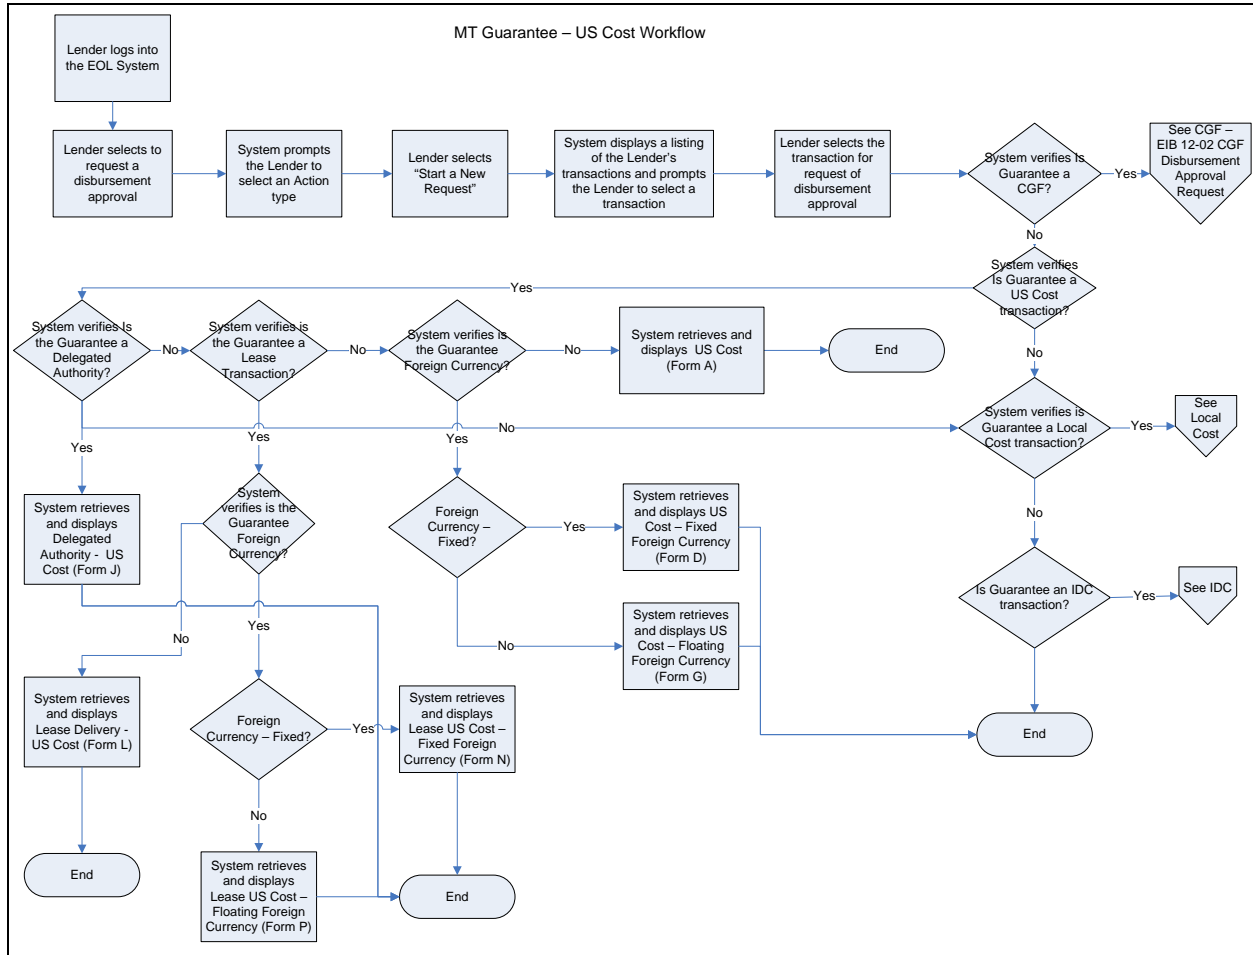 MT Guarantee – US Cost Workflow
Lender logs into
the EOL System
Lender selects to
request a
disbursement
approval
System prompts
the Lender to
select an Action
type
Lender selects
“Start a New
Request”
System displays a listing
of the Lender’s
transactions and prompts
the Lender to select a
transaction
Lender selects the
transaction for
request of
disbursement
approval
System verifies Is
Guarantee a
CGF?
Yes
See CGF –
EIB 12-02 CGF
Disbursement
Approval
Request
No
System verifies
Is Guarantee a
US Cost
transaction?
Yes
No
System verifies Is
the Guarantee a
Delegated
Authority?
No
System verifies is
the Guarantee a
Lease
Transaction?
No
System verifies is
the Guarantee
Foreign Currency?
No
System retrieves and
displays  US Cost
(Form A)
End
System verifies is
Guarantee a Local
Cost transaction?
Yes
See
Local
Cost
No
Yes
Yes
Yes
No
System retrieves
and displays
Delegated
Authority -  US
Cost (Form J)
System
verifies is the
Guarantee
Foreign
Currency?
Foreign
Currency –
Fixed?
Yes
System retrieves
and displays US
Cost – Fixed
Foreign Currency
(Form D)
Is Guarantee an IDC
transaction?
Yes
See IDC
No
Yes
No
System retrieves
and displays US
Cost – Floating
Foreign Currency
(Form G)
System retrieves
and displays
Lease Delivery -
US Cost (Form L)
Foreign
Currency – Fixed?
Yes
System retrieves
and displays
Lease US Cost –
Fixed Foreign
Currency (Form N)
End
No
End
System retrieves
and displays
Lease US Cost –
Floating Foreign
Currency (Form P)
End